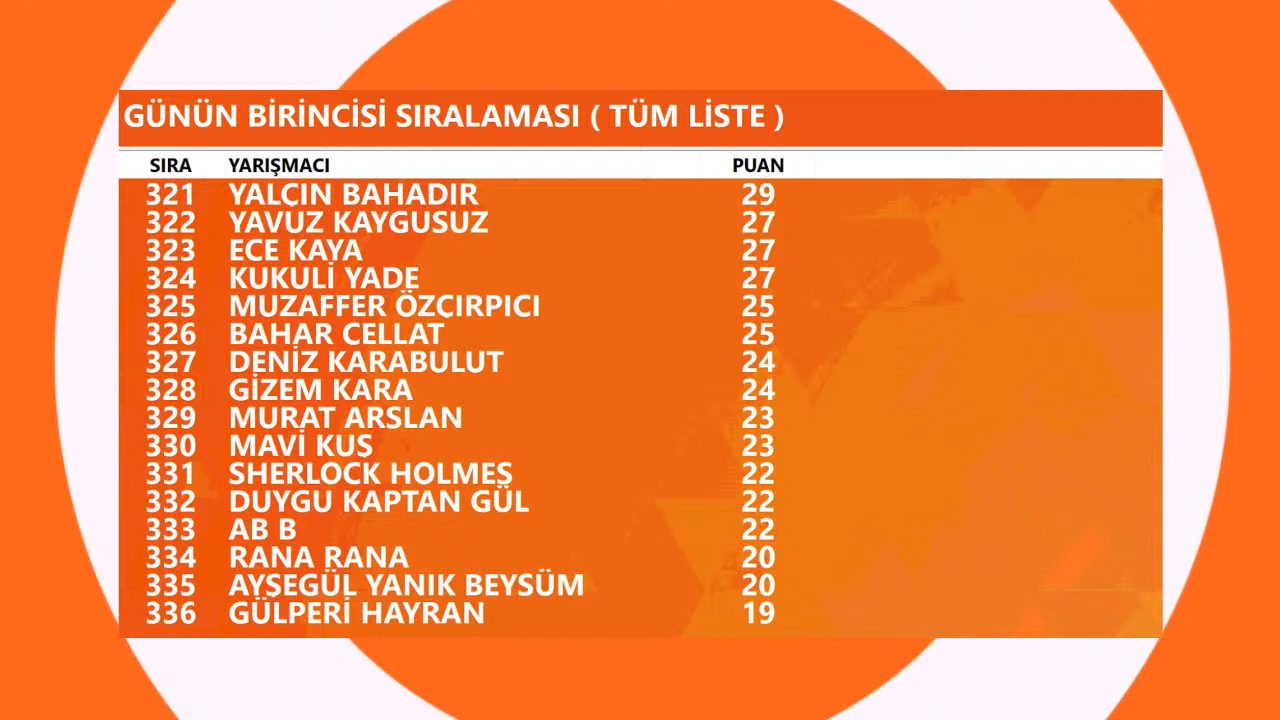 GÜNÜN BİRİNCİSİ SIRALAMASI ( TÜM LİSTE )
SIRA YARIŞMACI PUAN
321 YALÇIN BAHADIR 29
322 YAVUZ KAYGUSUZ 27
323 ECE KAYA 27
324 KUKULİ YADE 27
325 MUZAFFER ÖZÇIRPICI 25
326 BAHAR CELLAT 25
327 DENİZ KARABULUT 24
328 GİZEM KARA 24
329 MURAT ARSLAN 23
330 MAVİ KUŞ 23
331 SHERLOCK HOLMES 22
332 DUYGU KAPTAN GÜL 22
333 AB B 22
334 RANA RANA 20
335 AYŞEGÜL YANIK BEYSÜM 20
336 GÜLPERİ HAYRAN 19